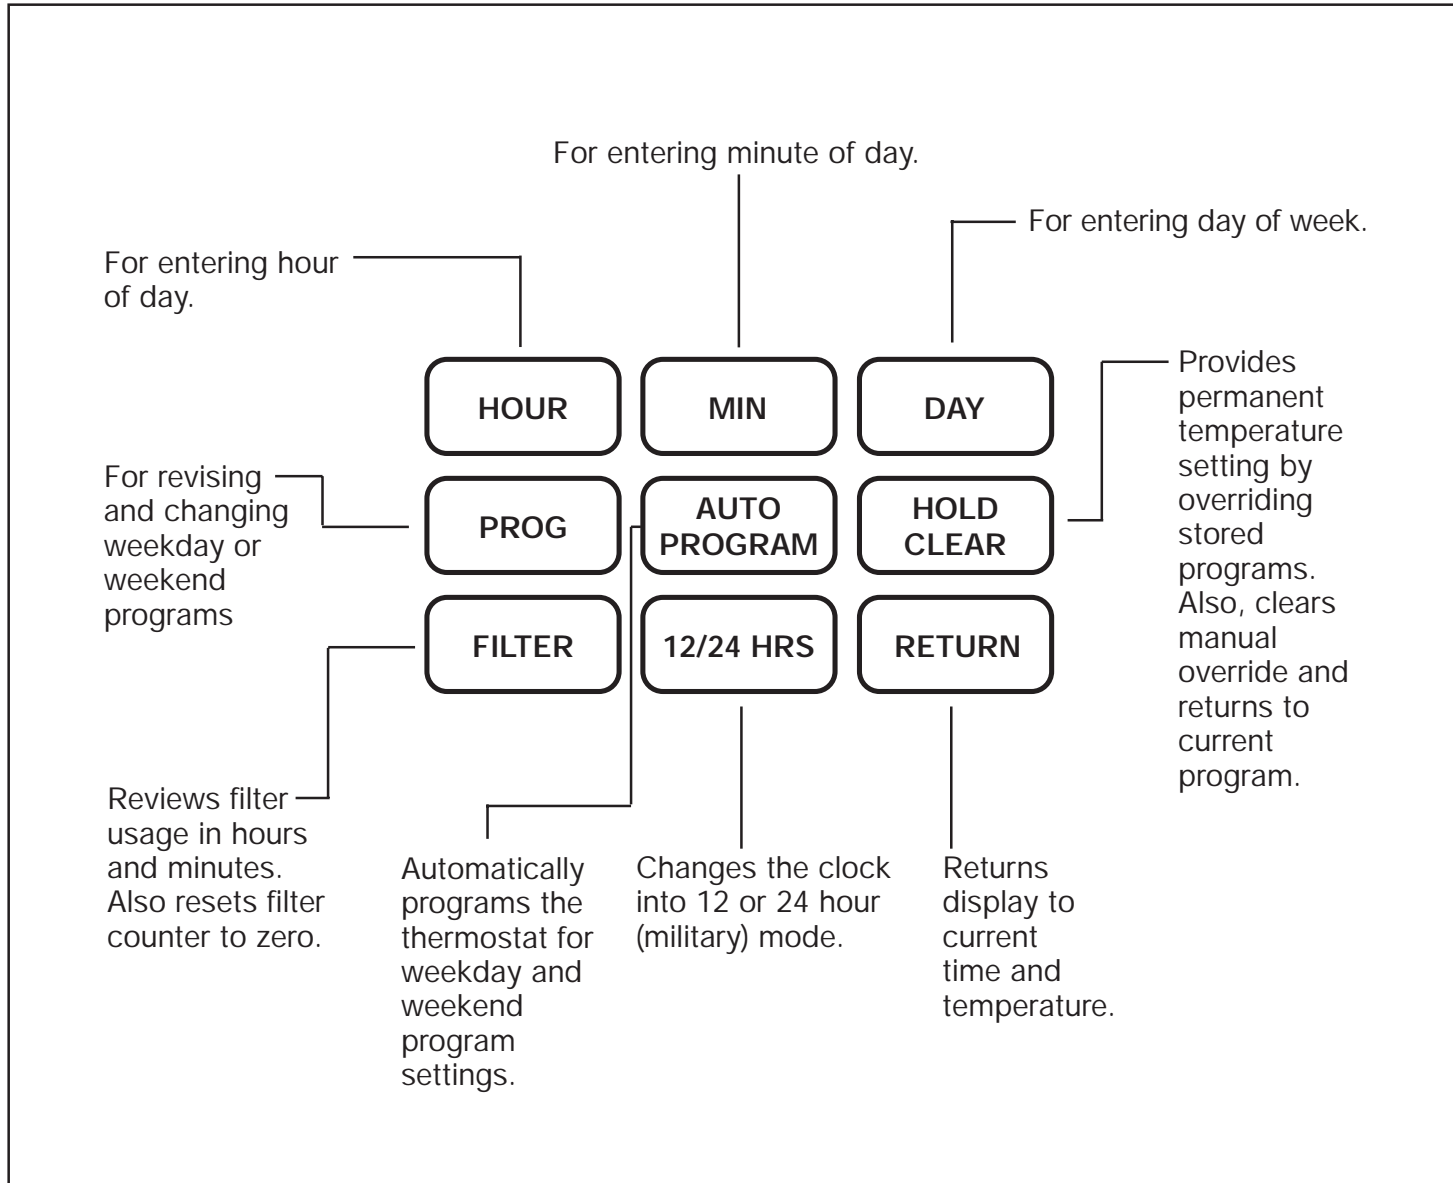 For entering minute of day.
For entering day of week.
For entering hour
of day.
HOUR
MIN
DAY
Provides
permanent
temperature
setting by
overriding
stored
programs.
Also, clears
manual
override and
returns to
current
program.
For revising
and changing
weekday or
weekend
programs
PROG
AUTO
PROGRAM
HOLD
CLEAR
FILTER
12/24 HRS
RETURN
Reviews filter
usage in hours
and minutes.
Also resets filter
counter to zero.
Automatically
programs the
thermostat for
weekday and
weekend
program
settings.
Changes the clock
into 12 or 24 hour
(military) mode.
Returns
display to
current
time and
temperature.